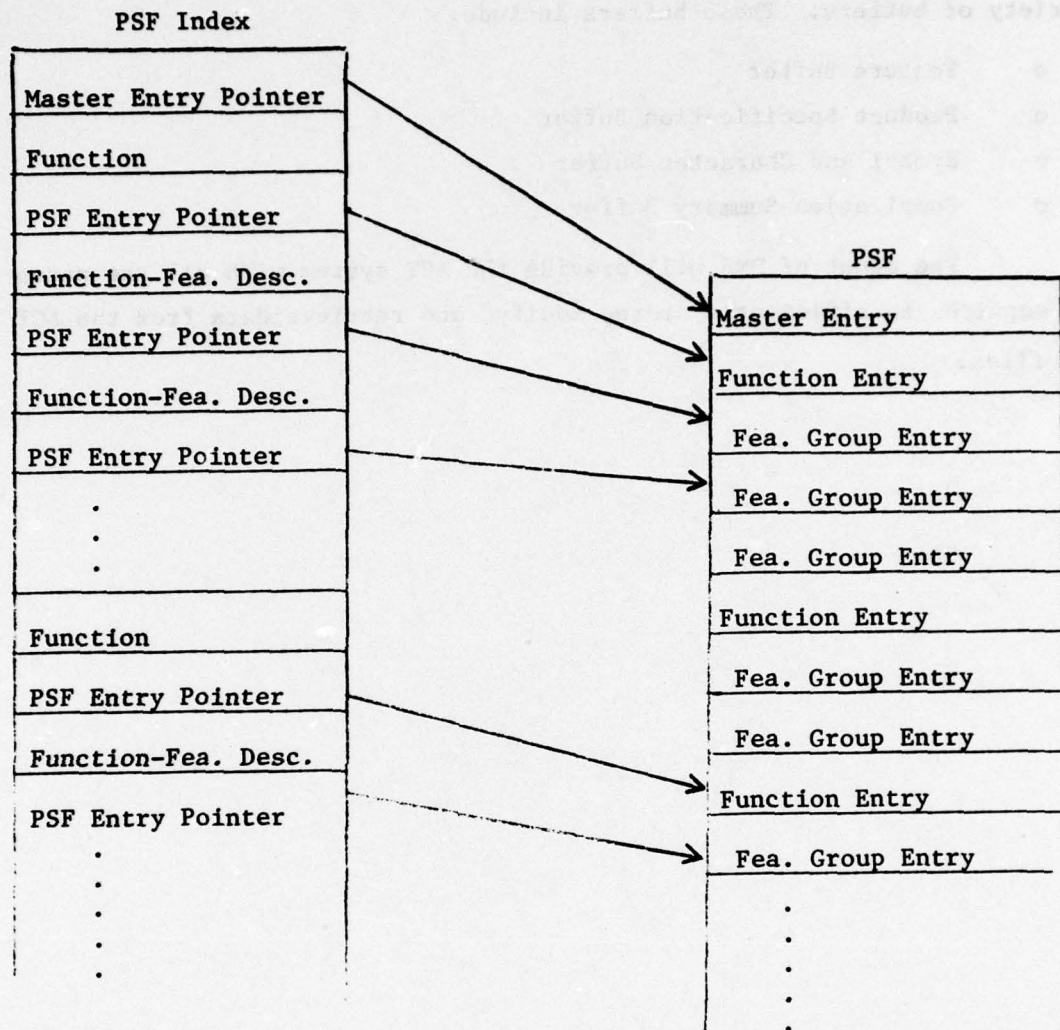 PSF Index
Master Entry Pointer
Function
PSF Entry Pointer
Function-Fea. Desc.
PSF Entry Pointer
Function-Fea. Desc.
PSF Entry Pointer
Function
PSF Entry Pointer
Function-Fea. Desc.
PSF Entry Pointer
PSF
Master Entry
Function Entry
Fea. Group Entry
Fea. Group Entry
Fea. Group Entry
Function Entry
Fea. Group Entry
Fea. Group Entry
Function Entry
Fea. Group Entry